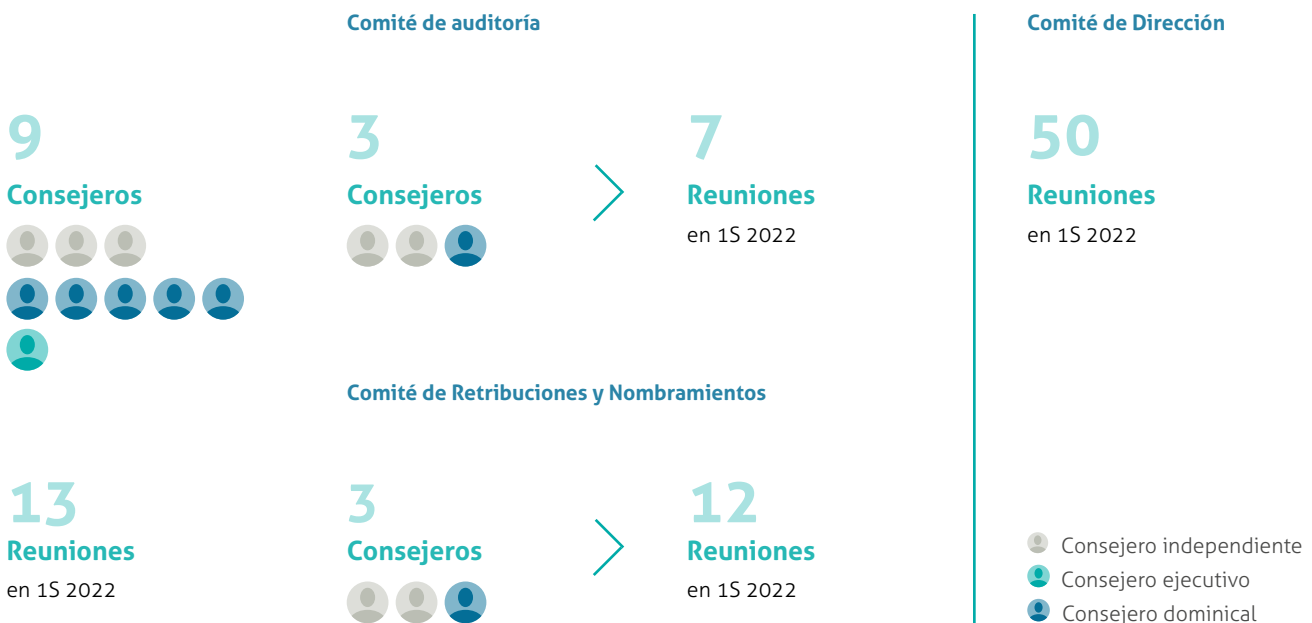 Comité de auditoría
Comité de Dirección
9
Consejeros
3
Consejeros
7
Reuniones
en 1S 2022
50
Reuniones
en 1S 2022
Comité de Retribuciones y Nombramientos
13
Reuniones
en 1S 2022
3
Consejeros
12
Reuniones
en 1S 2022
Consejero independiente
Consejero ejecutivo
Consejero dominical